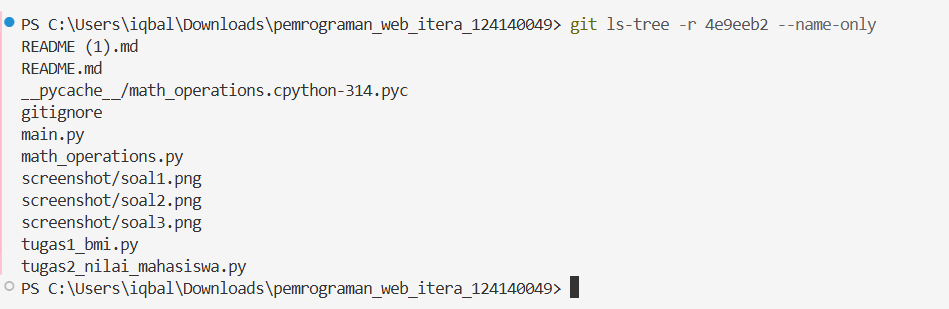 PS C:\Users\iqbal\Downloads\pemrograman_web_itera_124140049> git ls-tree -r 4e9eeb2 --name-only
README (1).md
README.md
__pycache__/math_operations.cpython-314.pyc
gitignore
main.py
math_operations.py
screenshot/soal1.png
screenshot/soal2.png
screenshot/soal3.png
tugas1_bmi.py
tugas2_nilai_mahasiswa.py
PS C:\Users\iqbal\Downloads\pemrograman_web_itera_124140049>